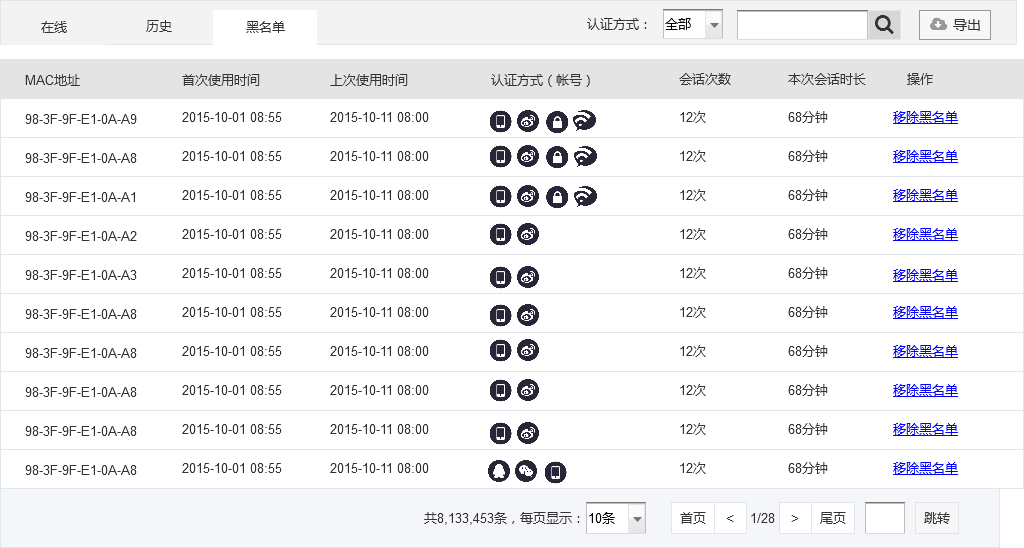 在线 历史 黑名单 认证方式： 全部 导出
MAC地址 首次使用时间 上次使用时间 认证方式（帐号） 会话次数 本次会话时长 操作
98-3F-9F-E1-0A-A9 2015-10-01 08:55 2015-10-11 08:00 12次 68分钟 移除黑名单
98-3F-9F-E1-0A-A8 2015-10-01 08:55 2015-10-11 08:00 12次 68分钟 移除黑名单
98-3F-9F-E1-0A-A1 2015-10-01 08:55 2015-10-11 08:00 12次 68分钟 移除黑名单
98-3F-9F-E1-0A-A2 2015-10-01 08:55 2015-10-11 08:00 12次 68分钟 移除黑名单
98-3F-9F-E1-0A-A3 2015-10-01 08:55 2015-10-11 08:00 12次 68分钟 移除黑名单
98-3F-9F-E1-0A-A8 2015-10-01 08:55 2015-10-11 08:00 12次 68分钟 移除黑名单
98-3F-9F-E1-0A-A8 2015-10-01 08:55 2015-10-11 08:00 12次 68分钟 移除黑名单
98-3F-9F-E1-0A-A8 2015-10-01 08:55 2015-10-11 08:00 12次 68分钟 移除黑名单
98-3F-9F-E1-0A-A8 2015-10-01 08:55 2015-10-11 08:00 12次 68分钟 移除黑名单
98-3F-9F-E1-0A-A8 2015-10-01 08:55 2015-10-11 08:00 12次 68分钟 移除黑名单
共8,133,453条，每页显示： 10条 首页 < 1/28 > 尾页 跳转